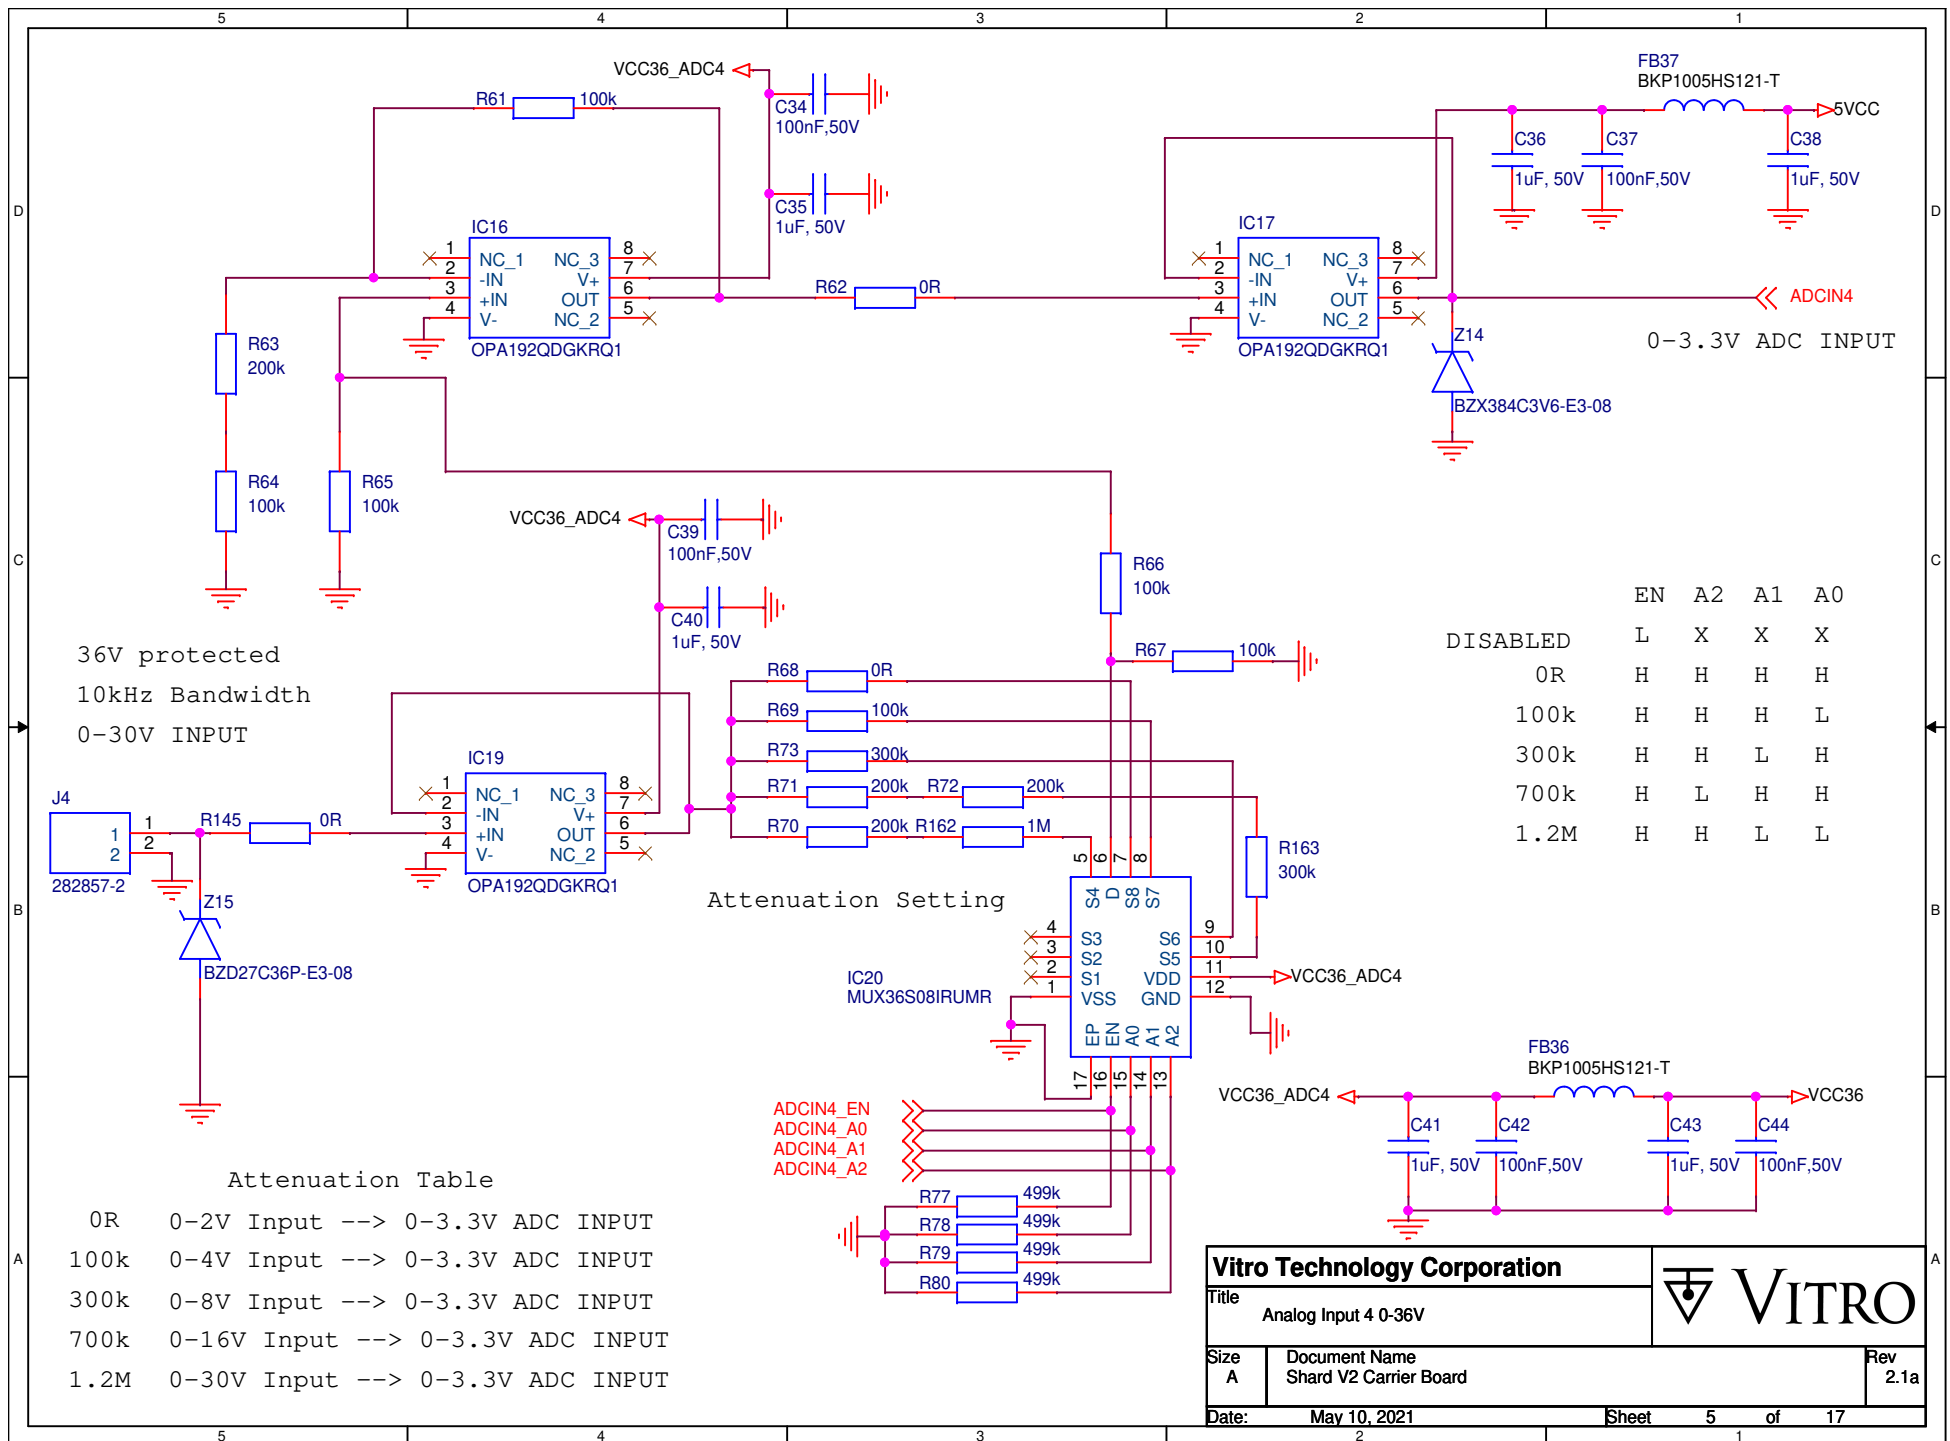 5 4 3 2 1
D
C
B
A
D
C
B
A
VCC36_ADC4
R61 100k
C34
100nF,50V
C35
1uF, 50V
IC16
1 NC_1 NC_3 8
2 -IN V+ 7
3 +IN OUT 6
4 V- NC_2 5
OPA192QDGKRQ1
R62 0R
IC17
1 NC_1 NC_3 8
2 -IN V+ 7
3 +IN OUT 6
4 V- NC_2 5
OPA192QDGKRQ1
FB37
BKP1005HS121-T
5VCC
C36
1uF, 50V
C37
100nF,50V
C38
1uF, 50V
ADCIN4
0-3.3V ADC INPUT
Z14
BZX384C3V6-E3-08
R63
200k
R64
100k
R65
100k
VCC36_ADC4
C39
100nF,50V
C40
1uF, 50V
R66
100k
R67 100k
36V protected
10kHz Bandwidth
0-30V INPUT
EN A2 A1 A0
DISABLED L X X X
0R H H H H
100k H H H L
300k H H L H
700k H L H H
1.2M H H L L
R68 0R
R69 100k
R73 300k
R71 200k R72 200k
R70 200k R162 1M
R163
300k
J4
1 1
2 2
282857-2
R145 0R
Z15
BZD27C36P-E3-08
IC19
1 NC_1 NC_3 8
2 -IN V+ 7
3 +IN OUT 6
4 V- NC_2 5
OPA192QDGKRQ1
Attenuation Setting
IC20
MUX36S08IRUMR
5 6 7 8
S4 D S8 S7
4 S3 S6 9
3 S2 S5 10
2 S1 VDD 11
1 VSS GND 12
EP EN A0 A1 A2
17 16 15 14 13
VCC36_ADC4
ADCIN4_EN
ADCIN4_A0
ADCIN4_A1
ADCIN4_A2
R77 499k
R78 499k
R79 499k
R80 499k
FB36
BKP1005HS121-T
VCC36_ADC4
VCC36
C41
1uF, 50V
C42
100nF,50V
C43
1uF, 50V
C44
100nF,50V
Attenuation Table
0R 0-2V Input --> 0-3.3V ADC INPUT
100k 0-4V Input --> 0-3.3V ADC INPUT
300k 0-8V Input --> 0-3.3V ADC INPUT
700k 0-16V Input --> 0-3.3V ADC INPUT
1.2M 0-30V Input --> 0-3.3V ADC INPUT
Vitro Technology Corporation
VITRO
Title
Analog Input 4 0-36V
Size
A
Document Name
Shard V2 Carrier Board
Rev
2.1a
Date: May 10, 2021
Sheet 5 of 17
5 4 3 2 1